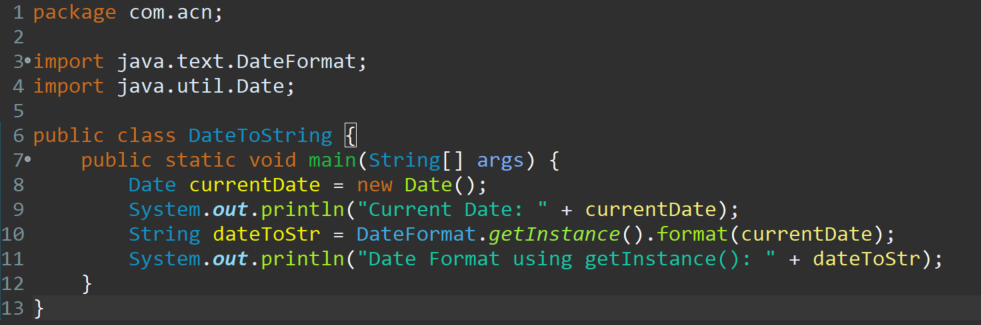 1 package com.acn;
2
3 import java.text.DateFormat;
4 import java.util.Date;
5
6 public class DateToString {
7     public static void main(String[] args) {
8         Date currentDate = new Date();
9         System.out.println("Current Date: " + currentDate);
10         String dateToStr = DateFormat.getInstance().format(currentDate);
11         System.out.println("Date Format using getInstance(): " + dateToStr);
12     }
13 }